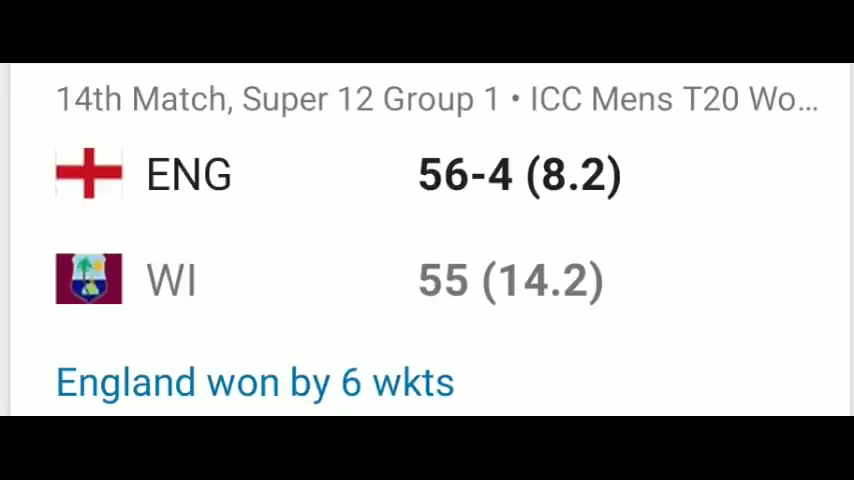 14th Match, Super 12 Group 1 • ICC Mens T20 Wo...
ENG 56-4 (8.2)
WI 55 (14.2)
England won by 6 wkts